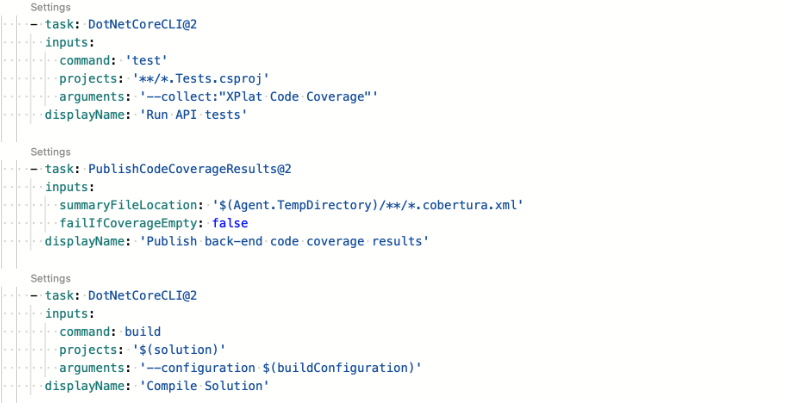 Settings
- task: DotNetCoreCLI@2
inputs:
command: 'test'
projects: '**/*.Tests.csproj'
arguments: '--collect:"XPlat Code Coverage"'
displayName: 'Run API tests'
Settings
- task: PublishCodeCoverageResults@2
inputs:
summaryFileLocation: '$(Agent.TempDirectory)/**/*.cobertura.xml'
failIfCoverageEmpty: false
displayName: 'Publish back-end code coverage results'
Settings
- task: DotNetCoreCLI@2
inputs:
command: build
projects: '$(solution)'
arguments: '--configuration $(buildConfiguration)'
displayName: 'Compile Solution'